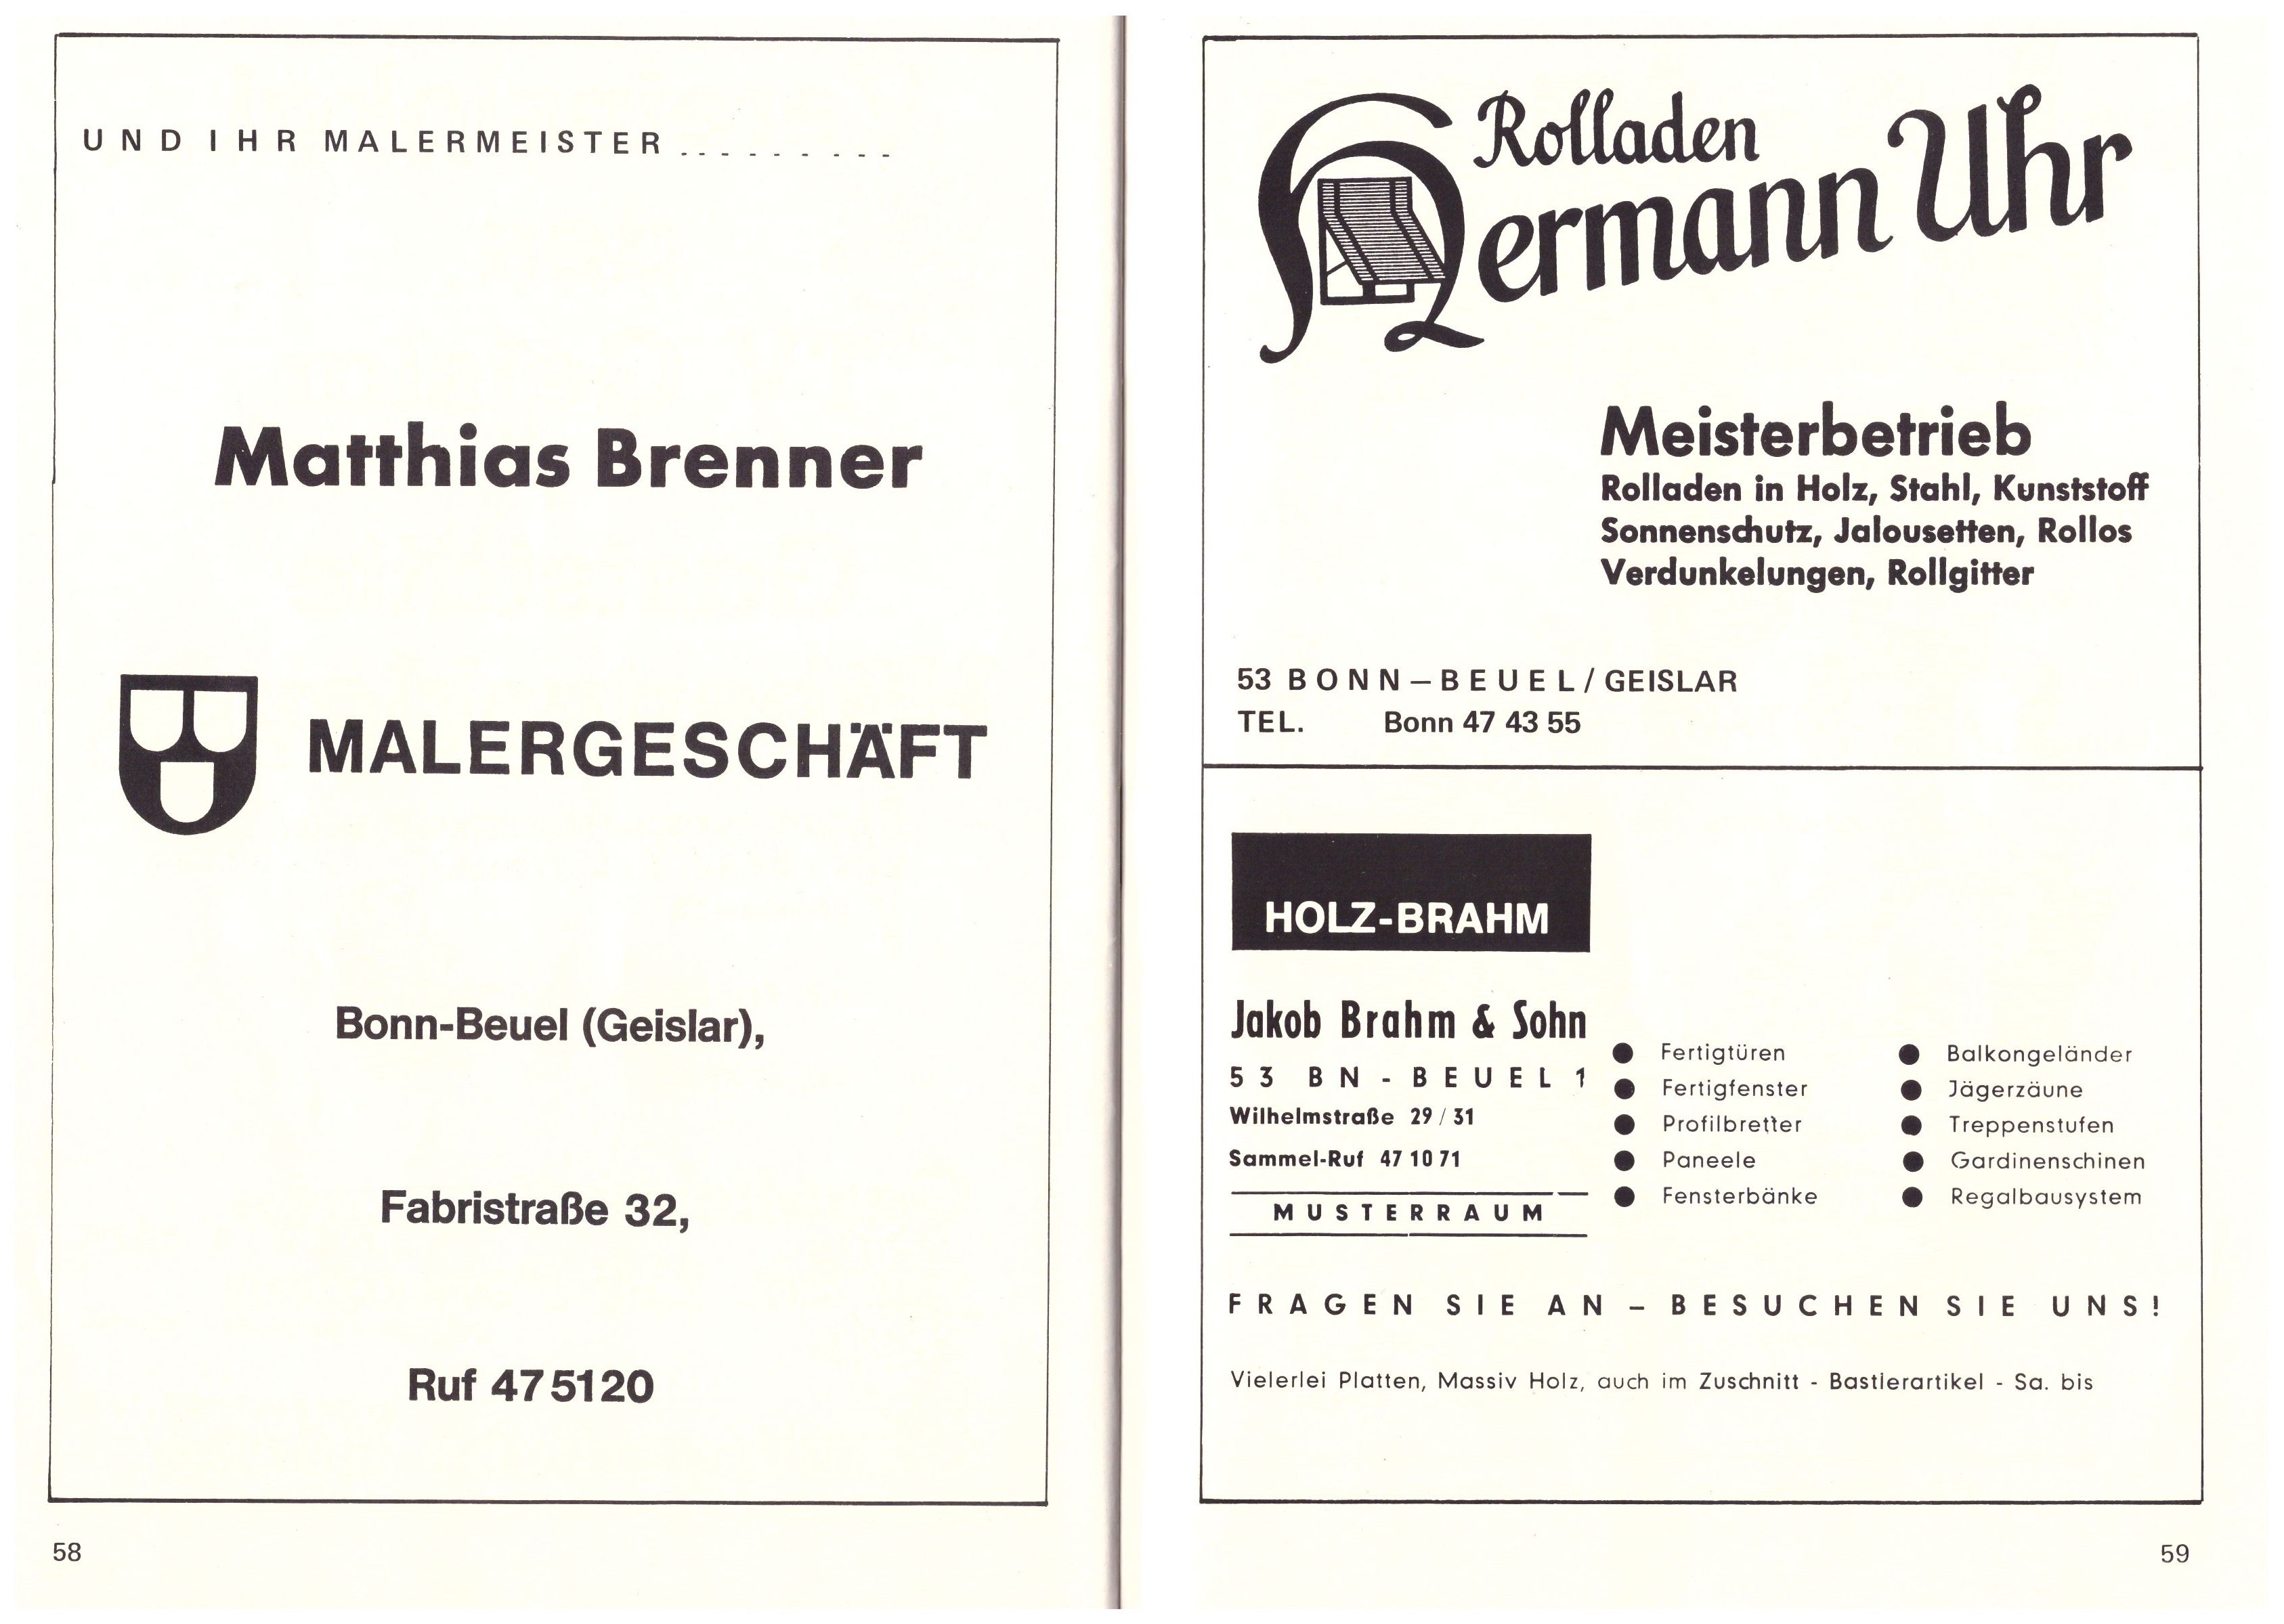 UND IHR MALERMEISTER .........
Matthias Brenner
MALERGESCHÄFT
Bonn-Beuel (Geislar),
Fabristraße 32,
Ruf 475120
58
Rolladen
Hermann Uhr
Meisterbetrieb
Rolladen in Holz, Stahl, Kunststoff
Sonnenschutz, Jalousetten, Rollos
Verdunkelungen, Rollgitter
53 BONN–BEUEL/GEISLAR
TEL. Bonn 47 43 55
HOLZ-BRAHM
Jakob Brahm & Sohn
53 BN-BEUEL 1
Wilhelmstraße 29/31
Sammel-Ruf 47 10 71
MUSTERRAUM
● Fertigtüren
● Fertigfenster
● Profilbretter
● Paneele
● Fensterbänke
● Balkongeländer
● Jägerzäune
● Treppenstufen
● Gardinenschinen
● Regalbausystem
FRAGEN SIE AN – BESUCHEN SIE UNS!
Vielerlei Platten, Massiv Holz, auch im Zuschnitt - Bastlerartikel - Sa. bis
59